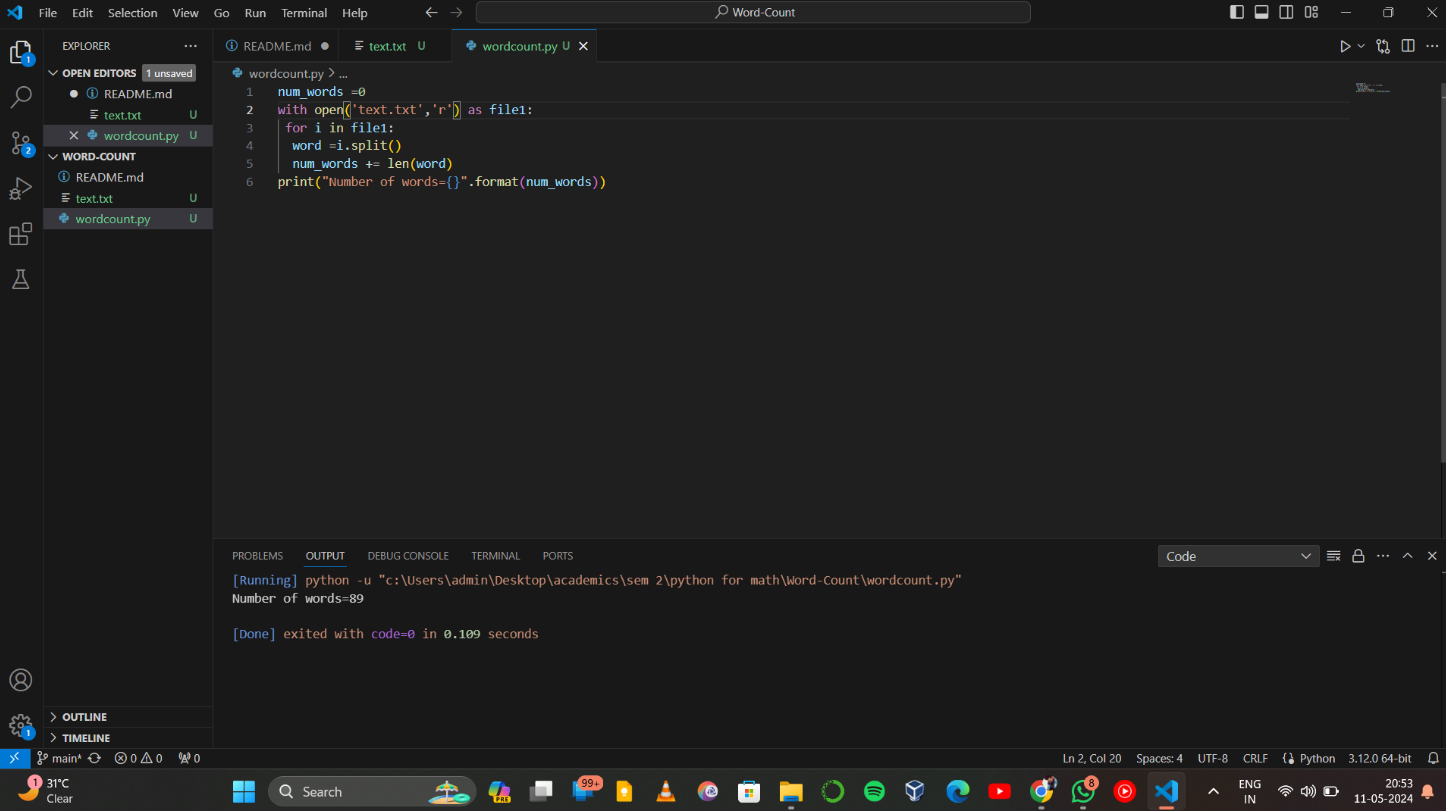 File Edit Selection View Go Run Terminal Help
Word-Count
EXPLORER
README.md
text.txt U
wordcount.py U
OPEN EDITORS 1 unsaved
README.md
text.txt U
wordcount.py U
WORD-COUNT
README.md
text.txt U
wordcount.py U
OUTLINE
TIMELINE
1
2
1
wordcount.py > ...
1 num_words =0
2 with open('text.txt','r') as file1:
3 for i in file1:
4 word =i.split()
5 num_words += len(word)
6 print("Number of words={}".format(num_words))
PROBLEMS OUTPUT DEBUG CONSOLE TERMINAL PORTS
Code
[Running] python -u "c:\Users\admin\Desktop\academics\sem 2\python for math\Word-Count\wordcount.py"
Number of words=89
[Done] exited with code=0 in 0.109 seconds
main* 0 0 0
Ln 2, Col 20 Spaces: 4 UTF-8 CRLF Python 3.12.0 64-bit
1 31°C
Clear
Search
PRE
99+
8
ENG
IN
20:53
11-05-2024